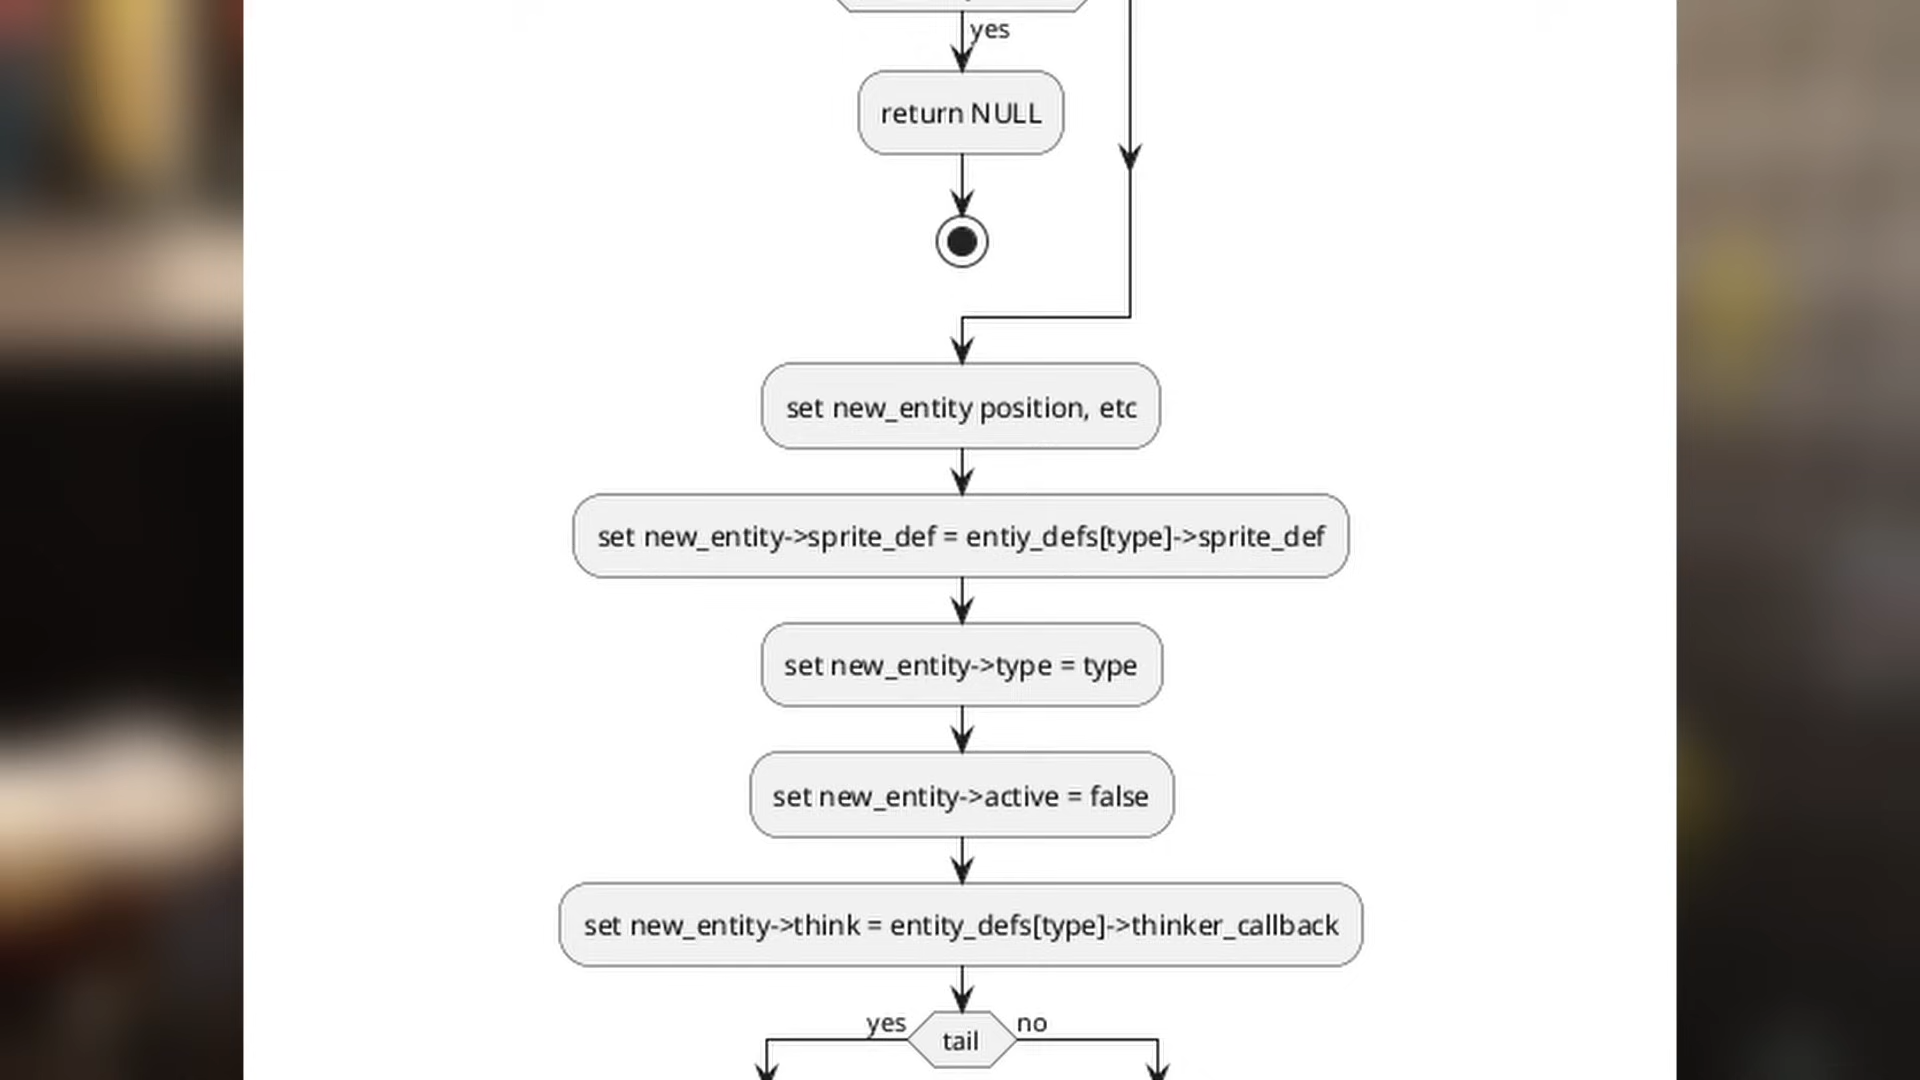 yes
return NULL
set new_entity position, etc
set new_entity->sprite_def = entiy_defs[type]->sprite_def
set new_entity->type = type
set new_entity->active = false
set new_entity->think = entity_defs[type]->thinker_callback
yes
no
tail